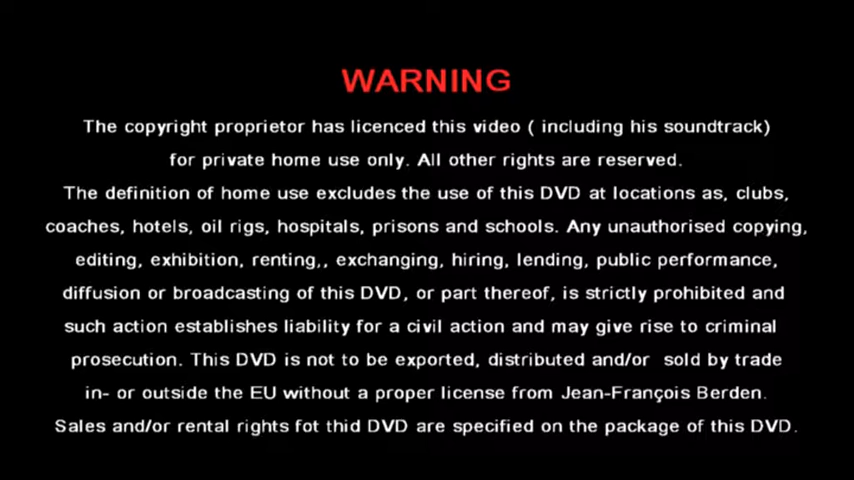 WARNING
The copyright proprietor has licenced this video ( including his soundtrack)
for private home use only. All other rights are reserved.
The definition of home use excludes the use of this DVD at locations as, clubs,
coaches, hotels, oil rigs, hospitals, prisons and schools. Any unauthorised copying,
editing, exhibition, renting,, exchanging, hiring, lending, public performance,
diffusion or broadcasting of this DVD, or part thereof, is strictly prohibited and
such action establishes liability for a civil action and may give rise to criminal
prosecution. This DVD is not to be exported, distributed and/or  sold by trade
in- or outside the EU without a proper license from Jean-François Berden.
Sales and/or rental rights fot thid DVD are specified on the package of this DVD.